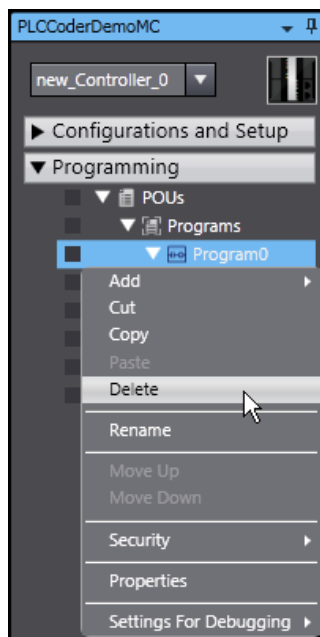 PLCCoderDemoMC
new_Controller_0
Configurations and Setup
Programming
POUs
Programs
Program0
Add
Cut
Copy
Paste
Delete
Rename
Move Up
Move Down
Security
Properties
Settings For Debugging